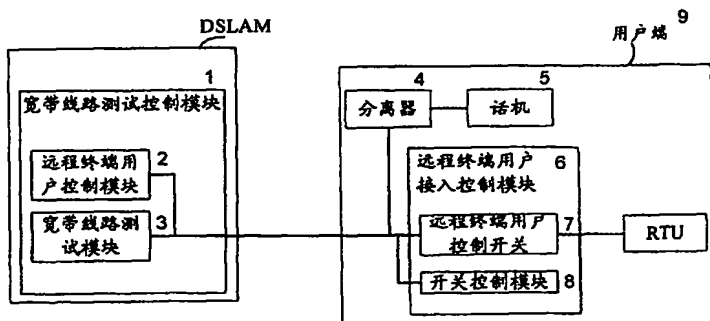 DSLAM
1
宽带线路测试控制模块
远程终端用
户控制模块
2
宽带线路测
试模块
3
用户端
9
4
分离器
5
话机
远程终端用户
接入控制模块
6
远程终端用户
控制开关
7
开关控制模块
8
RTU